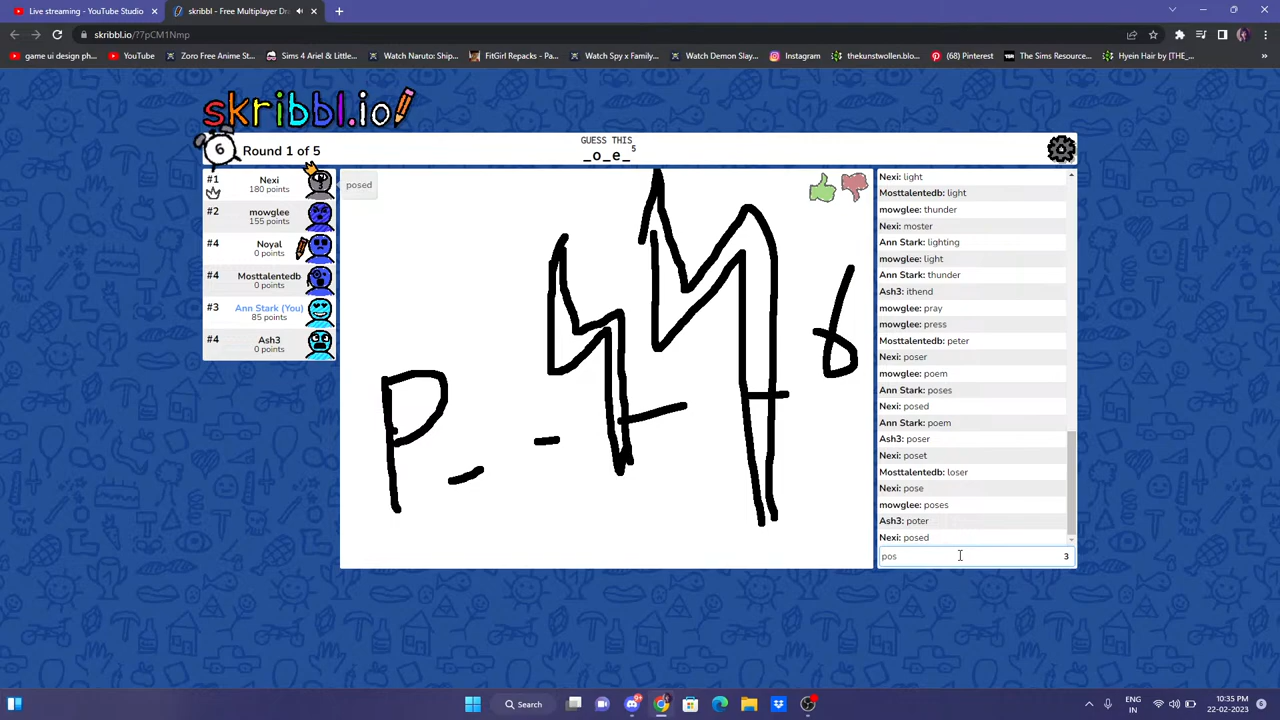 Live streaming - YouTube Studio
skribbl - Free Multiplayer Dr
skribbl.io/?7pCM1Nmp
game ui design ph...
YouTube
Zoro Free Anime St...
Sims 4 Ariel & Little...
Watch Naruto: Ship...
FitGirl Repacks - Pa...
Watch Spy x Family...
Watch Demon Slay...
Instagram
thekunstwollen.blo...
(68) Pinterest
The Sims Resource...
Hyein Hair by [THE_...
»
skribbl.io
6
Round 1 of 5
GUESS THIS
_o_e_ 5
#1
Nexi
180 points
posed
#2
mowglee
155 points
#4
Noyal
0 points
#4
Mosttalentedb
0 points
#3
Ann Stark (You)
85 points
#4
Ash3
0 points
P
Nexi: light
Mosttalentedb: light
mowglee: thunder
Nexi: moster
Ann Stark: lighting
mowglee: light
Ann Stark: thunder
Ash3: ithend
mowglee: pray
mowglee: press
Mosttalentedb: peter
Nexi: poser
mowglee: poem
Ann Stark: poses
Nexi: posed
Ann Stark: poem
Ash3: poser
Nexi: poset
Mosttalentedb: loser
Nexi: pose
mowglee: poses
Ash3: poter
Nexi: posed
pos
3
Search
ENG
IN
10:35 PM
22-02-2023